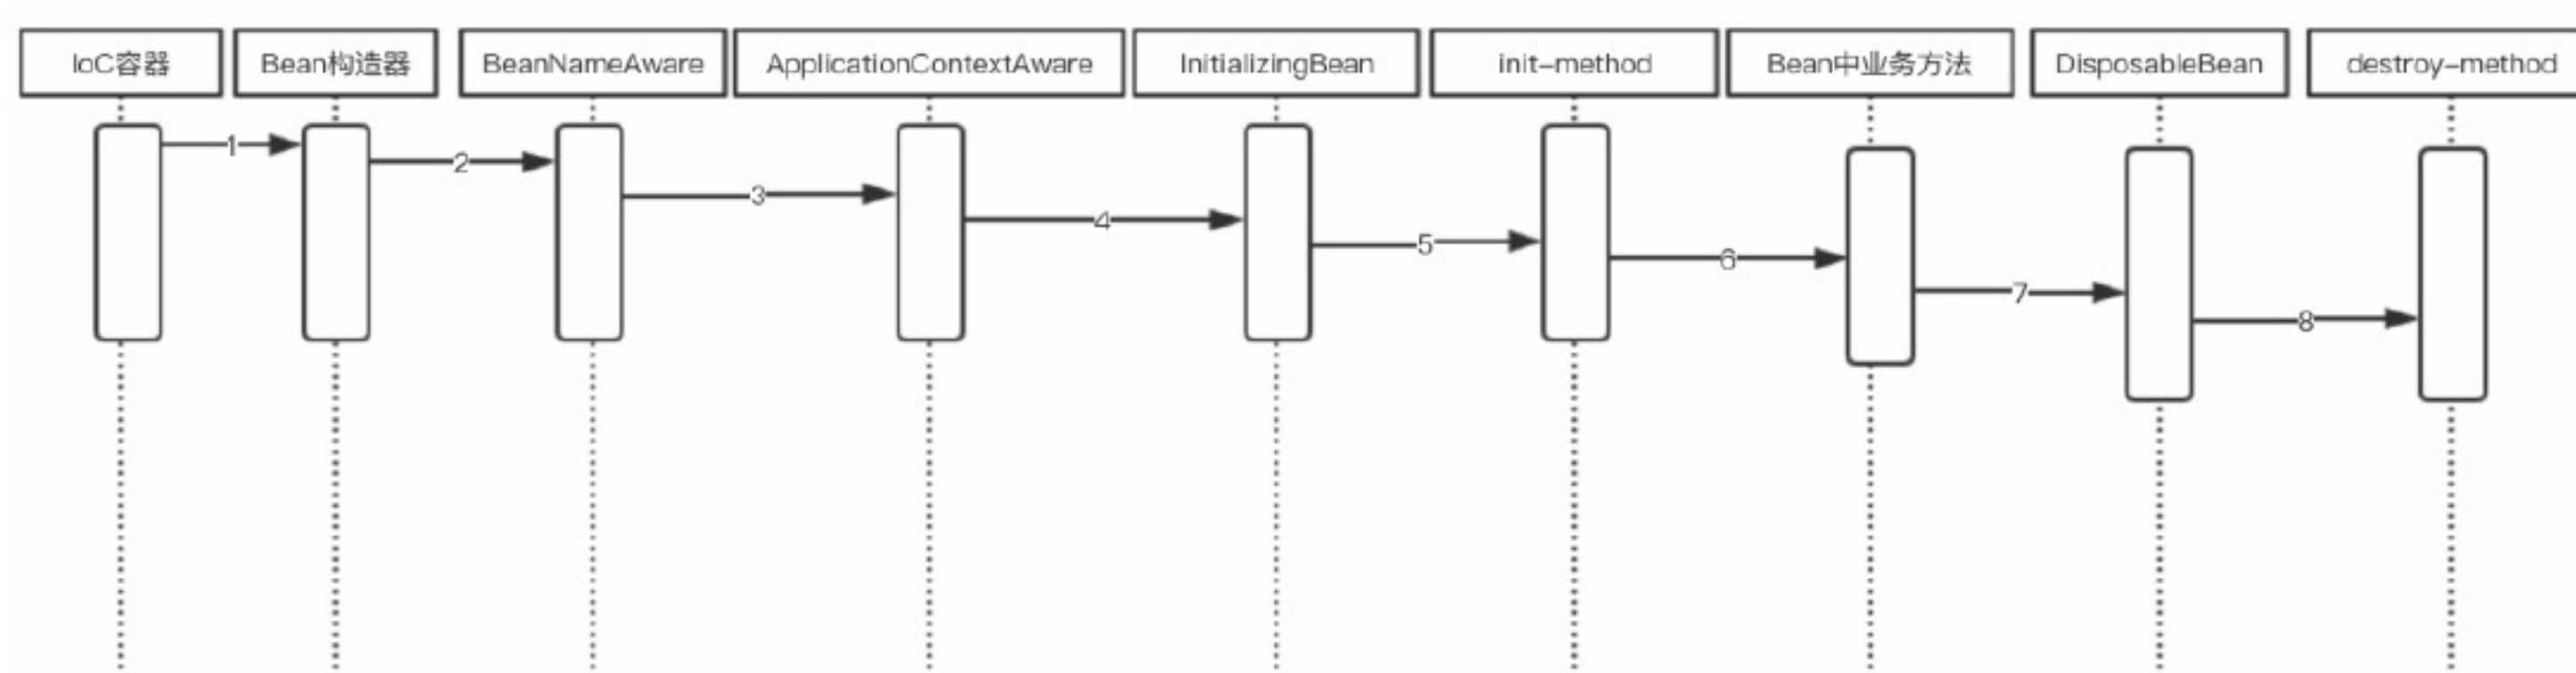 IoC容器
Bean构造器
BeanNameAware
ApplicationContextAware
InitializingBean
init-method
Bean中业务方法
DisposableBean
destroy-method
1
2
3
4
5
6
7
8